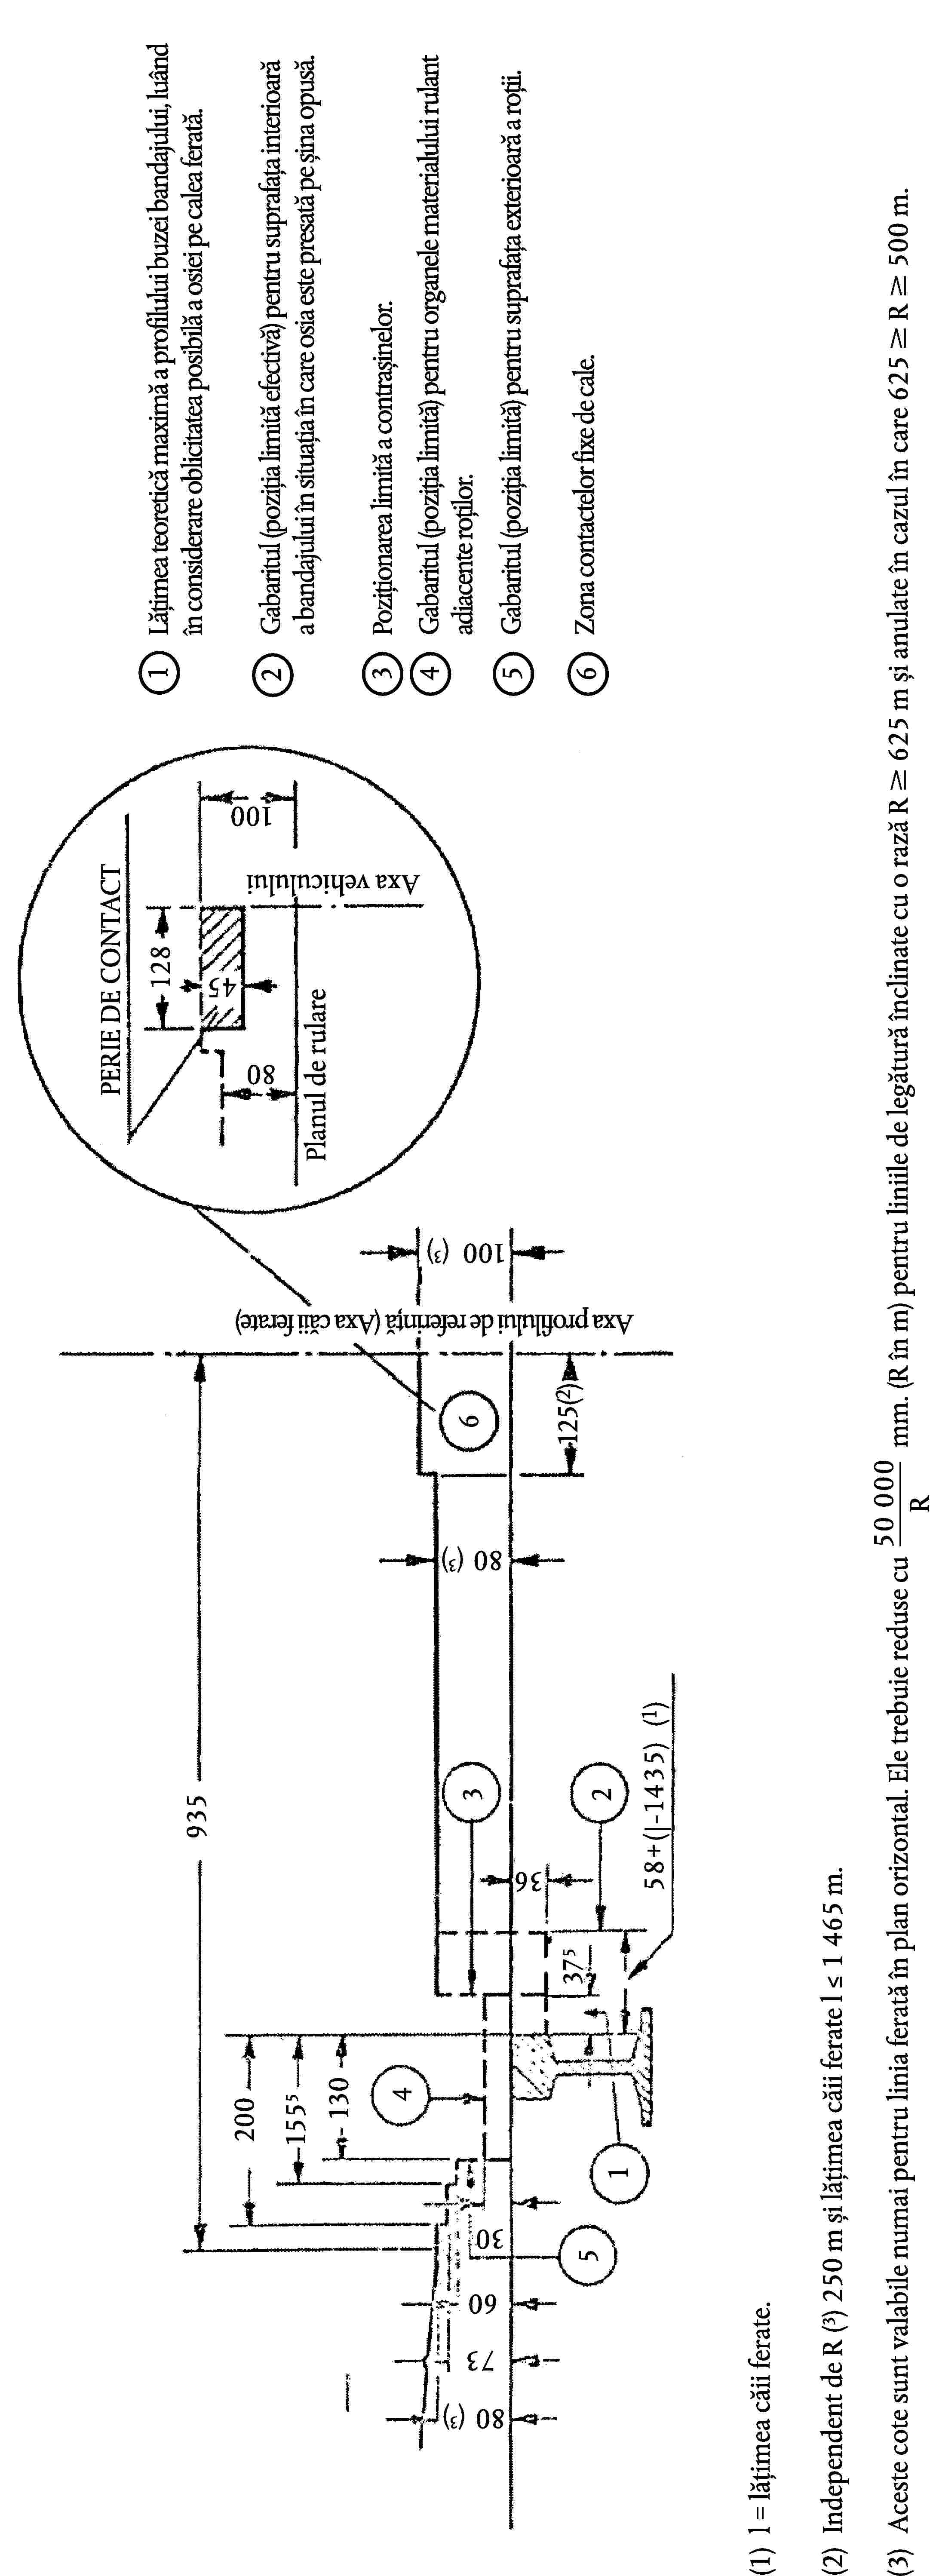 1 Lățimea teoretică maximă a profilului buzei bandajului, luând
în considerare oblicitatea posibilă a osiei pe calea ferată.
2 Gabaritul (poziția limită efectivă) pentru suprafața interioară
a bandajului în situația în care osia este presată pe șina opusă.
3 Poziționarea limită a contrașinelor.
4 Gabaritul (poziția limită) pentru organele materialului rulant
adiacente roților.
5 Gabaritul (poziția limită) pentru suprafața exterioară a roții.
6 Zona contactelor fixe de cale.
PERIE DE CONTACT
128
45
100
80
Axa vehiculului
Planul de rulare
935
200
155⁵
130
Axa profilului de referință (Axa căii ferate)
100 (³)
6
125(²)
80 (³)
3
2
36
37⁵
58+(l-1435) (¹)
4
1
5
30
60
73
80 (³)
(1) l = lățimea căii ferate.
(2) Independent de R (³) 250 m și lățimea căii ferate l ≤ 1 465 m.
(3) Aceste cote sunt valabile numai pentru linia ferată în plan orizontal. Ele trebuie reduse cu 50 000 / R mm. (R în m) pentru liniile de legătură înclinate cu o rază R ≥ 625 m și anulate în cazul în care 625 ≥ R ≥ 500 m.